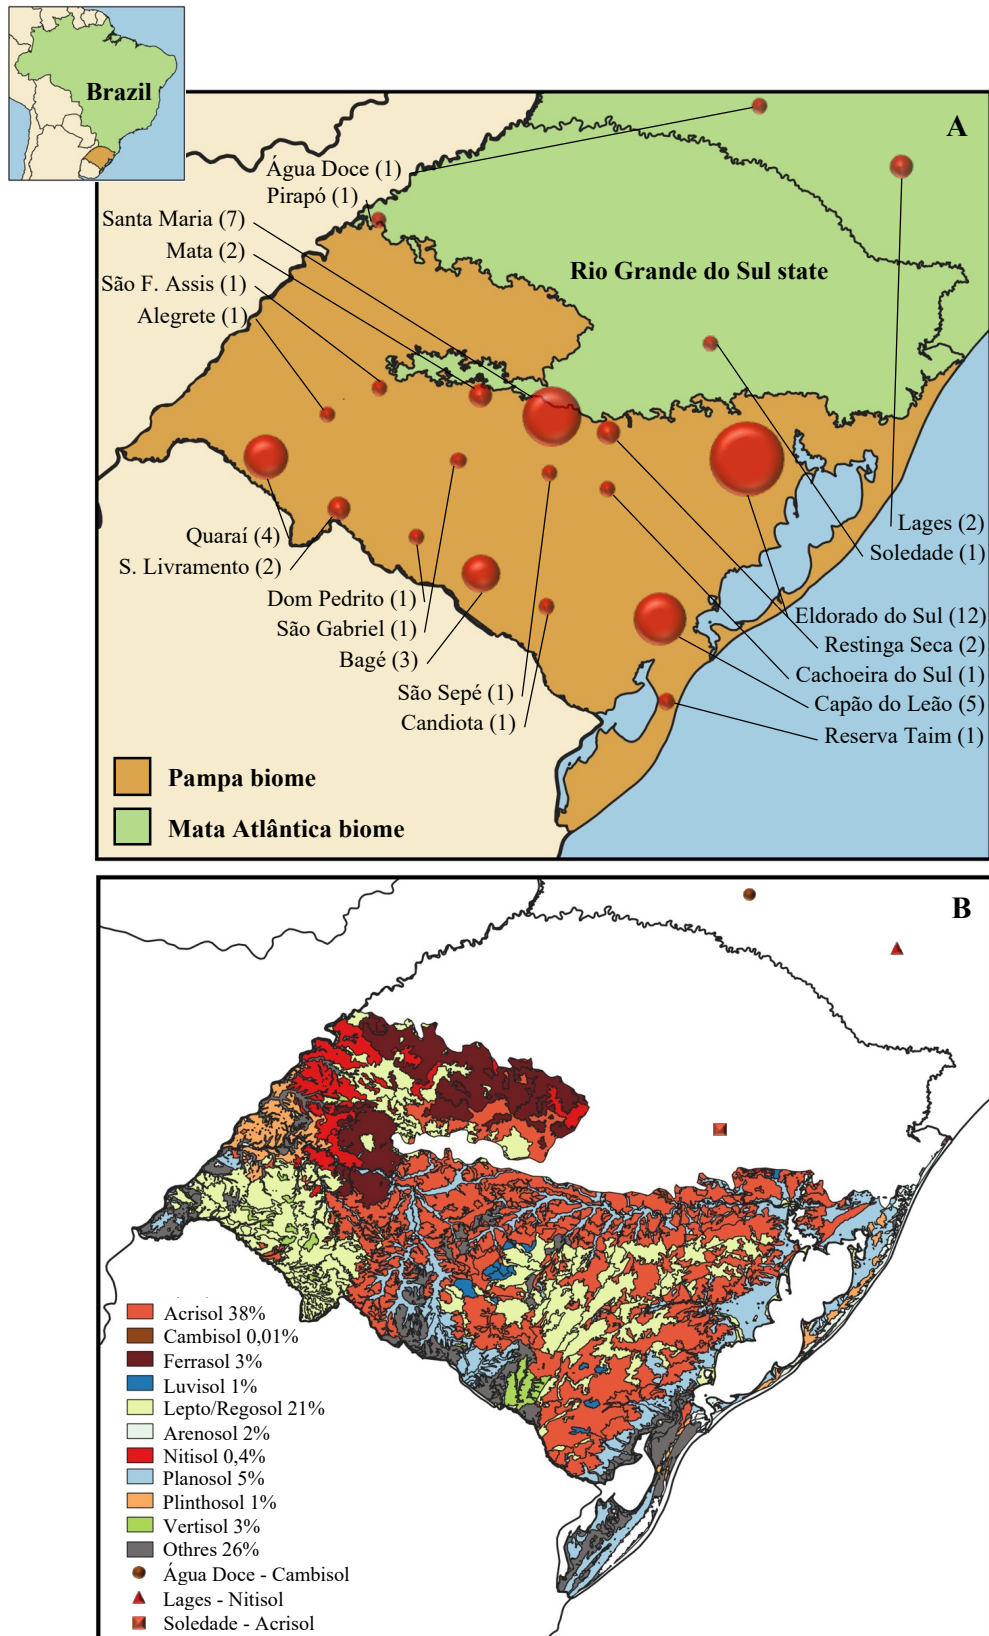 Brazil
A
Água Doce (1)
Pirapó (1)
Santa Maria (7)
Mata (2)
São F. Assis (1)
Alegrete (1)
Rio Grande do Sul state
Quaraí (4)
S. Livramento (2)
Dom Pedrito (1)
São Gabriel (1)
Bagé (3)
São Sepé (1)
Candiota (1)
Lages (2)
Soledade (1)
Eldorado do Sul (12)
Restinga Seca (2)
Cachoeira do Sul (1)
Capão do Leão (5)
Reserva Taim (1)
Pampa biome
Mata Atlântica biome
B
Acrisol 38%
Cambisol 0,01%
Ferrasol 3%
Luvisol 1%
Lepto/Regosol 21%
Arenosol 2%
Nitisol 0,4%
Planosol 5%
Plinthosol 1%
Vertisol 3%
Othres 26%
Água Doce - Cambisol
Lages - Nitisol
Soledade - Acrisol